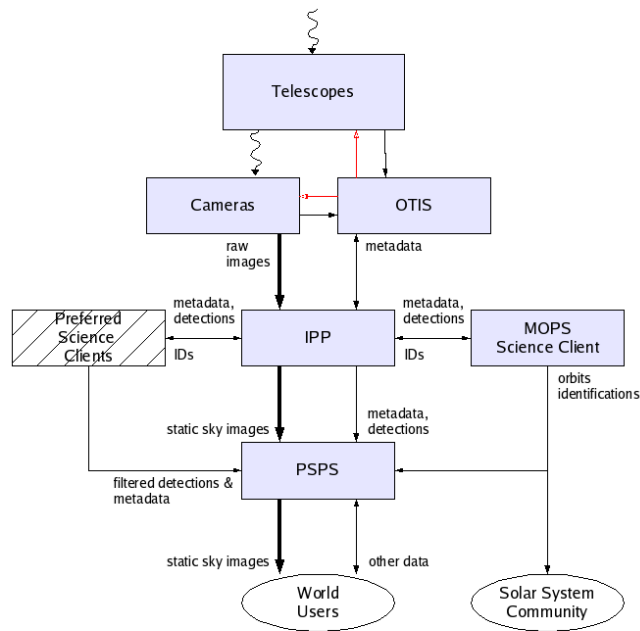 Telescopes
Cameras
OTIS
raw
images
metadata
metadata,
detections
metadata,
detections
Preferred
Science
Clients
IDs
IPP
IDs
MOPS
Science Client
orbits
identifications
static sky images
metadata,
detections
PSPS
filtered detections &
metadata
static sky images
other data
World
Users
Solar System
Community